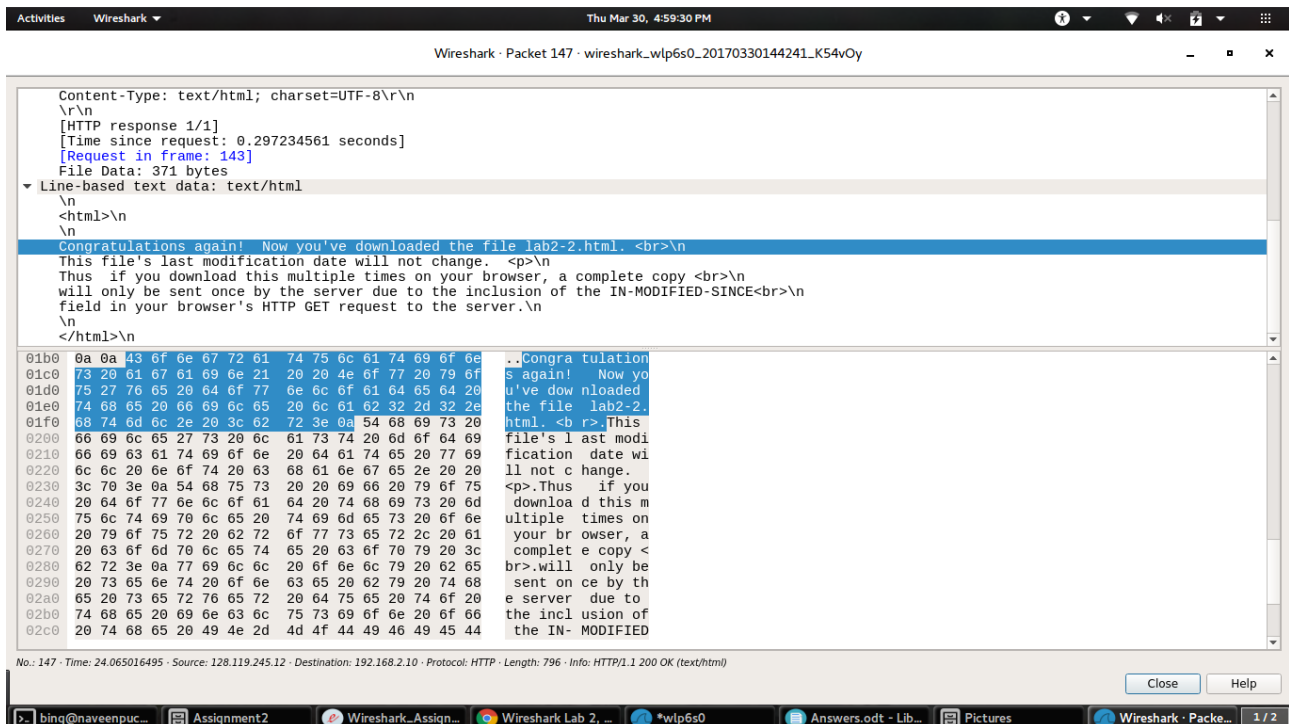 Activities Wireshark Thu Mar 30, 4:59:30 PM
Wireshark · Packet 147 · wireshark_wlp6s0_20170330144241_K54vOy
Content-Type: text/html; charset=UTF-8\r\n
\r\n
[HTTP response 1/1]
[Time since request: 0.297234561 seconds]
[Request in frame: 143]
File Data: 371 bytes
Line-based text data: text/html
\n
<html>\n
\n
Congratulations again!  Now you've downloaded the file lab2-2.html. <br>\n
This file's last modification date will not change.  <p>\n
Thus  if you download this multiple times on your browser, a complete copy <br>\n
will only be sent once by the server due to the inclusion of the IN-MODIFIED-SINCE<br>\n
field in your browser's HTTP GET request to the server.\n
\n
</html>\n
01b0 0a 0a 43 6f 6e 67 72 61 74 75 6c 61 74 69 6f 6e ..Congra tulation
01c0 73 20 61 67 61 69 6e 21 20 20 4e 6f 77 20 79 6f s again!   Now yo
01d0 75 27 76 65 20 64 6f 77 6e 6c 6f 61 64 65 64 20 u've dow nloaded
01e0 74 68 65 20 66 69 6c 65 20 6c 61 62 32 2d 32 2e the file  lab2-2.
01f0 68 74 6d 6c 2e 20 3c 62 72 3e 0a 54 68 69 73 20 html. <b r>.This
0200 66 69 6c 65 27 73 20 6c 61 73 74 20 6d 6f 64 69 file's l ast modi
0210 66 69 63 61 74 69 6f 6e 20 64 61 74 65 20 77 69 fication  date wi
0220 6c 6c 20 6e 6f 74 20 63 68 61 6e 67 65 2e 20 20 ll not c hange.
0230 3c 70 3e 0a 54 68 75 73 20 20 69 66 20 79 6f 75 <p>.Thus   if you
0240 20 64 6f 77 6e 6c 6f 61 64 20 74 68 69 73 20 6d downloa d this m
0250 75 6c 74 69 70 6c 65 20 74 69 6d 65 73 20 6f 6e ultiple  times on
0260 20 79 6f 75 72 20 62 72 6f 77 73 65 72 2c 20 61 your br owser, a
0270 20 63 6f 6d 70 6c 65 74 65 20 63 6f 70 79 20 3c complet e copy <
0280 62 72 3e 0a 77 69 6c 6c 20 6f 6e 6c 79 20 62 65 br>.will  only be
0290 20 73 65 6e 74 20 6f 6e 63 65 20 62 79 20 74 68 sent on ce by th
02a0 65 20 73 65 72 76 65 72 20 64 75 65 20 74 6f 20 e server  due to
02b0 74 68 65 20 69 6e 63 6c 75 73 69 6f 6e 20 6f 66 the incl usion of
02c0 20 74 68 65 20 49 4e 2d 4d 4f 44 49 46 49 45 44 the IN- MODIFIED
No.: 147 · Time: 24.065016495 · Source: 128.119.245.12 · Destination: 192.168.2.10 · Protocol: HTTP · Length: 796 · Info: HTTP/1.1 200 OK (text/html)
Close Help
bing@naveenpuc... Assignment2 Wireshark_Assign... Wireshark Lab 2, ... *wlp6s0 Answers.odt - Lib... Pictures Wireshark · Packe... 1 / 2